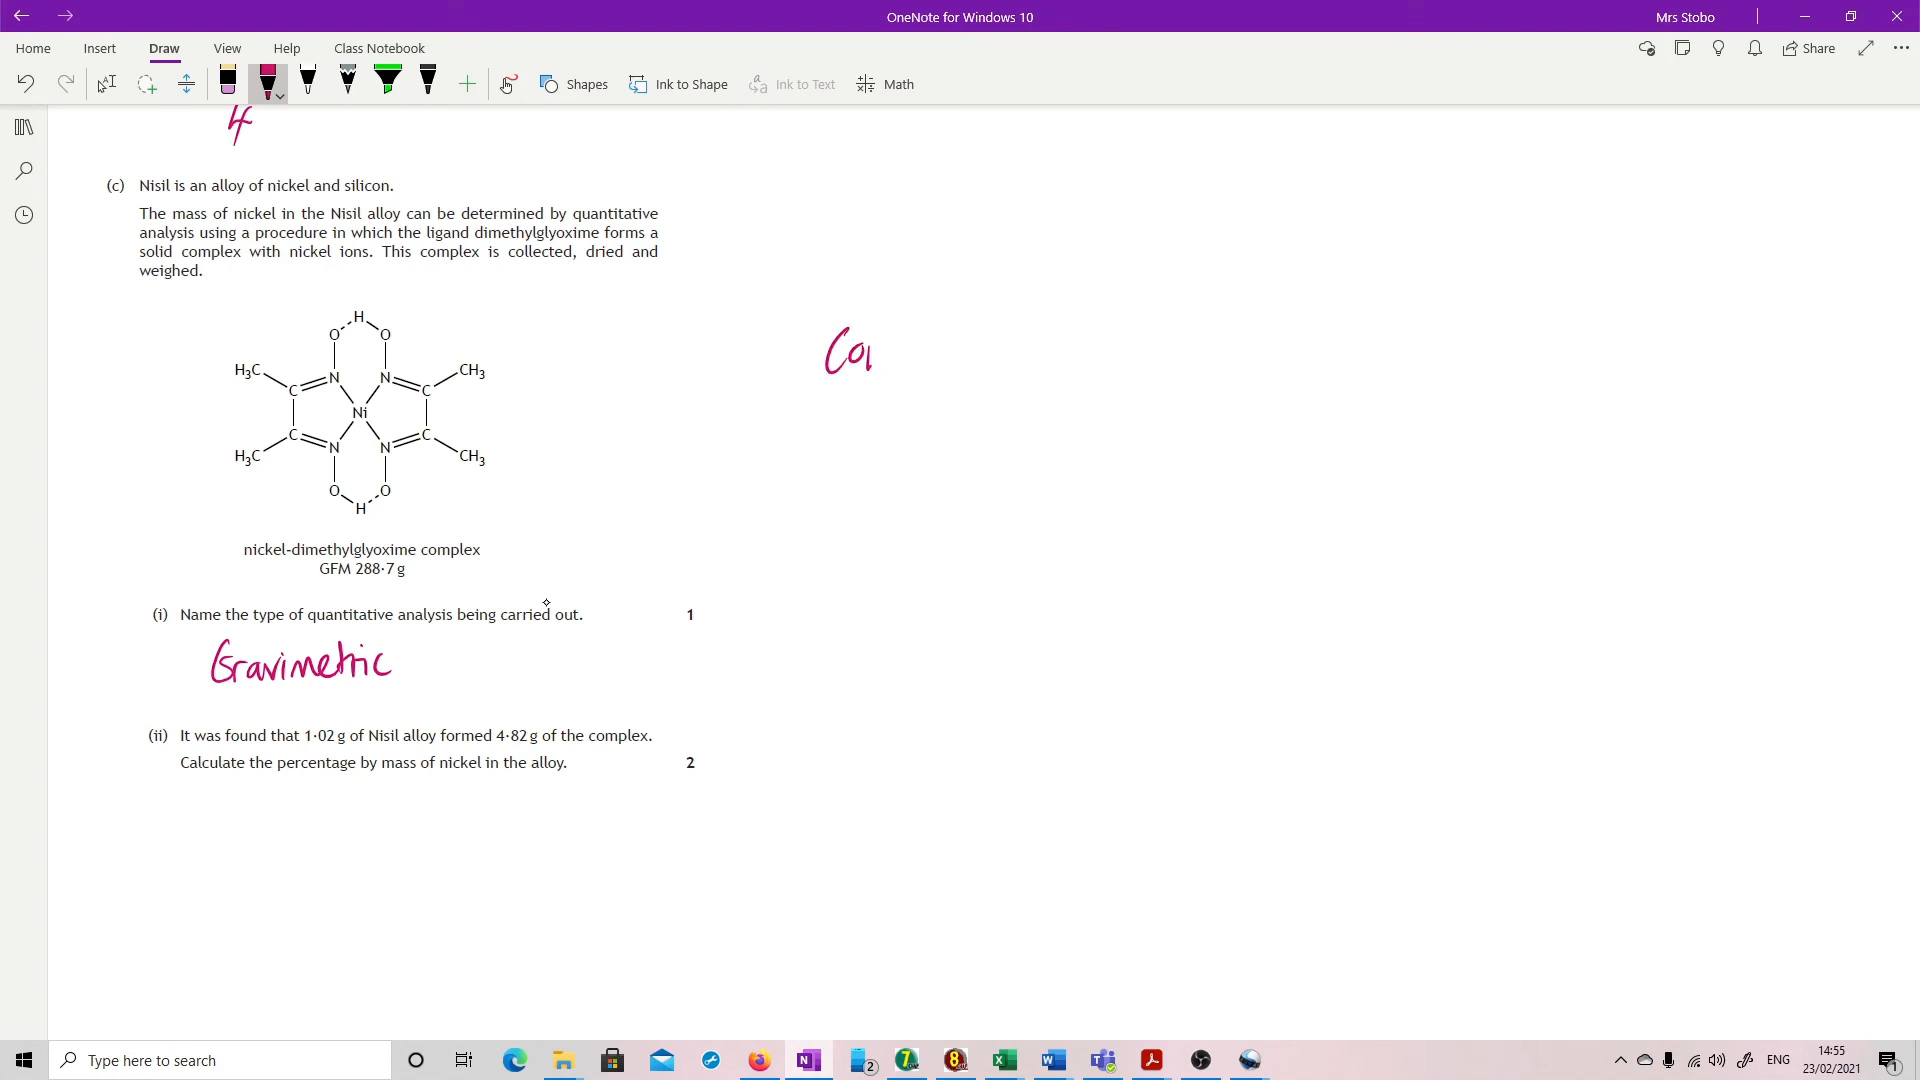 OneNote for Windows 10
Mrs Stobo
Home Insert Draw View Help Class Notebook
Share
Shapes Ink to Shape Ink to Text Math
4
(c) Nisil is an alloy of nickel and silicon.
The mass of nickel in the Nisil alloy can be determined by quantitative
analysis using a procedure in which the ligand dimethylglyoxime forms a
solid complex with nickel ions. This complex is collected, dried and
weighed.
H
O O
H₃C N N CH₃
C C
Ni
C C
H₃C N N CH₃
O O
H
nickel-dimethylglyoxime complex
GFM 288·7 g
(i) Name the type of quantitative analysis being carried out. 1
Gravimetric
(ii) It was found that 1·02 g of Nisil alloy formed 4·82 g of the complex.
Calculate the percentage by mass of nickel in the alloy. 2
Type here to search
ENG
14:55
23/02/2021